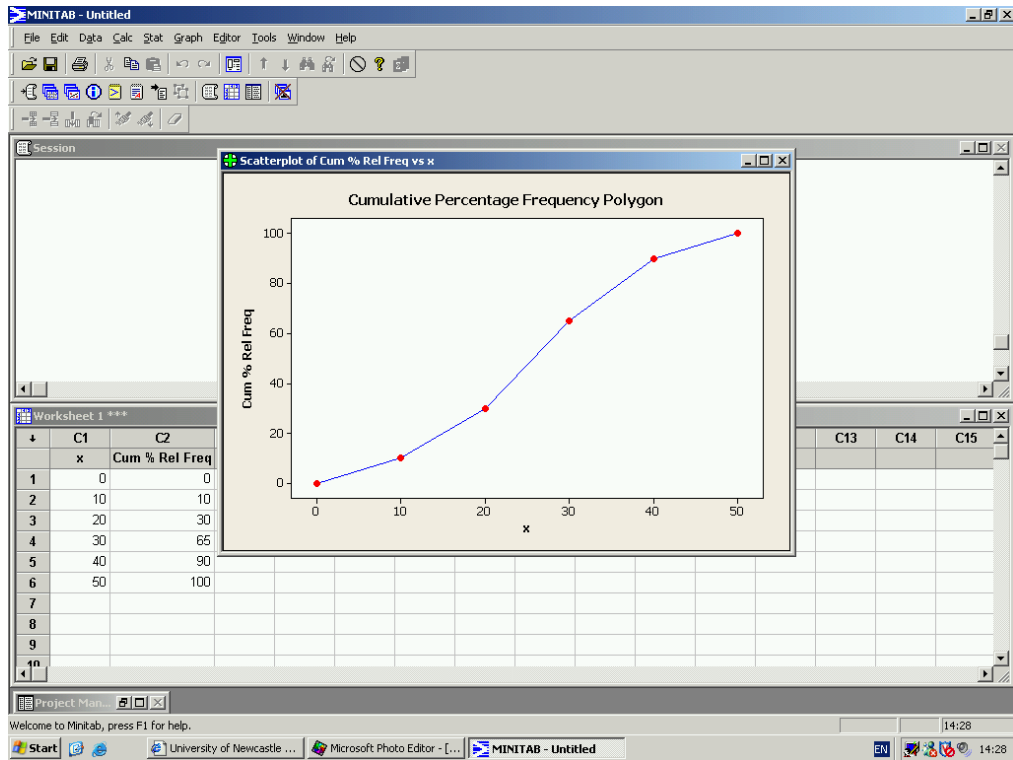 MINITAB - Untitled
File Edit Data Calc Stat Graph Editor Tools Window Help
Session
Scatterplot of Cum % Rel Freq vs x
Cumulative Percentage Frequency Polygon
100
80
60
40
20
0
Cum % Rel Freq
0 10 20 30 40 50
x
Worksheet 1 ***
C1 C2 C13 C14 C15
x Cum % Rel Freq
1 0 0
2 10 10
3 20 30
4 30 65
5 40 90
6 50 100
7
8
9
10
Project Man...
Welcome to Minitab, press F1 for help.
14:28
Start University of Newcastle ... Microsoft Photo Editor - [... MINITAB - Untitled EN 14:28